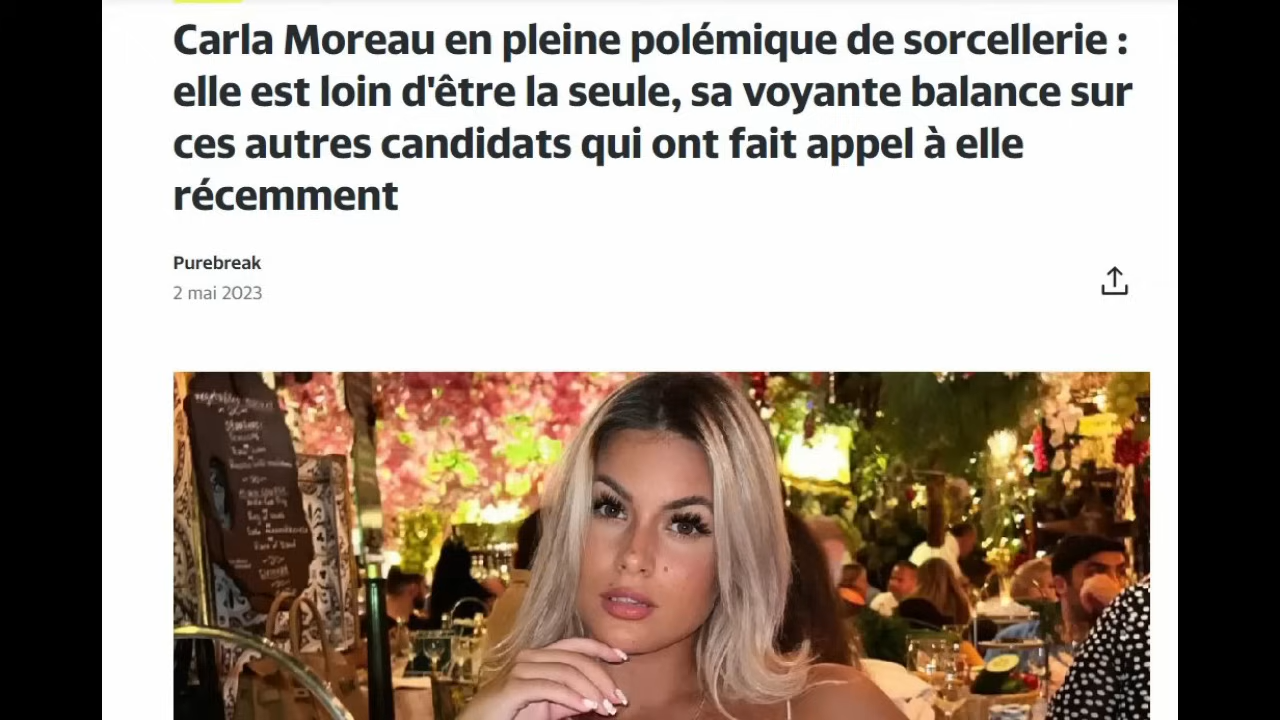 Carla Moreau en pleine polémique de sorcellerie :
elle est loin d'être la seule, sa voyante balance sur
ces autres candidats qui ont fait appel à elle
récemment
Purebreak
2 mai 2023